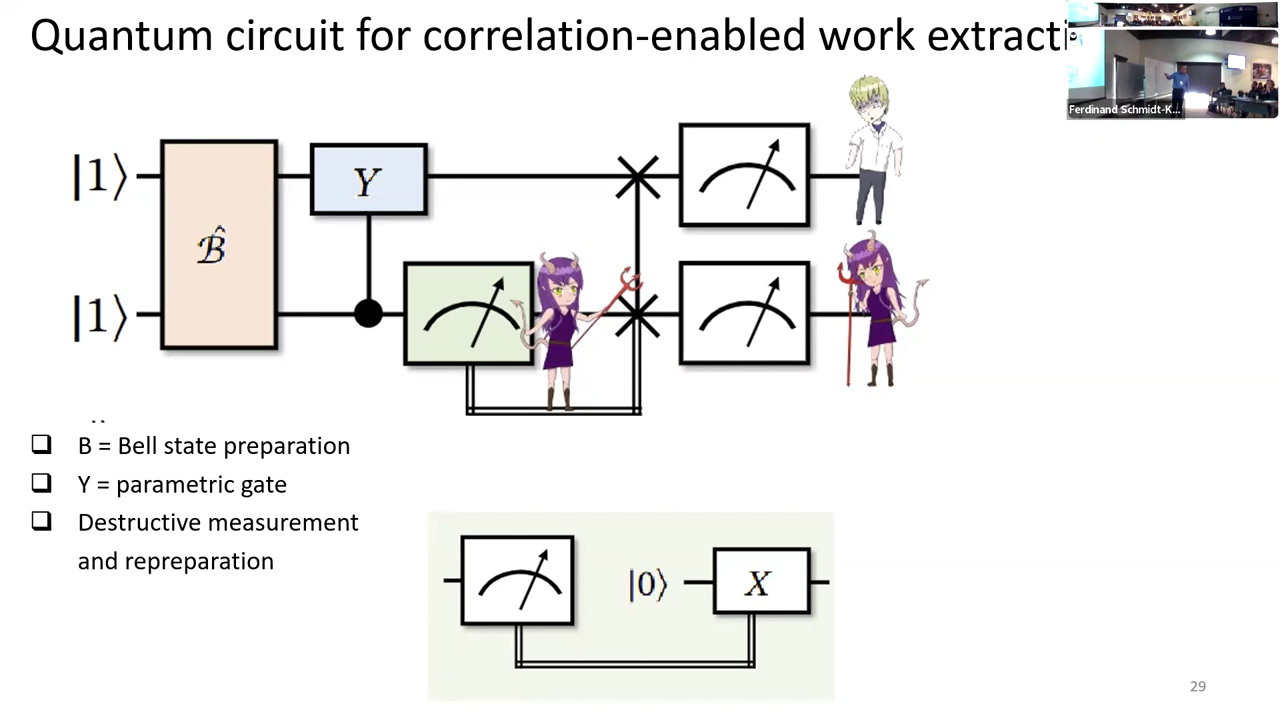 Quantum circuit for correlation-enabled work extracti
Ferdinand Schmidt-K...
|1⟩
B̂
Y
|1⟩
❑ B = Bell state preparation
❑ Y = parametric gate
❑ Destructive measurement
and repreparation
|0⟩
X
29